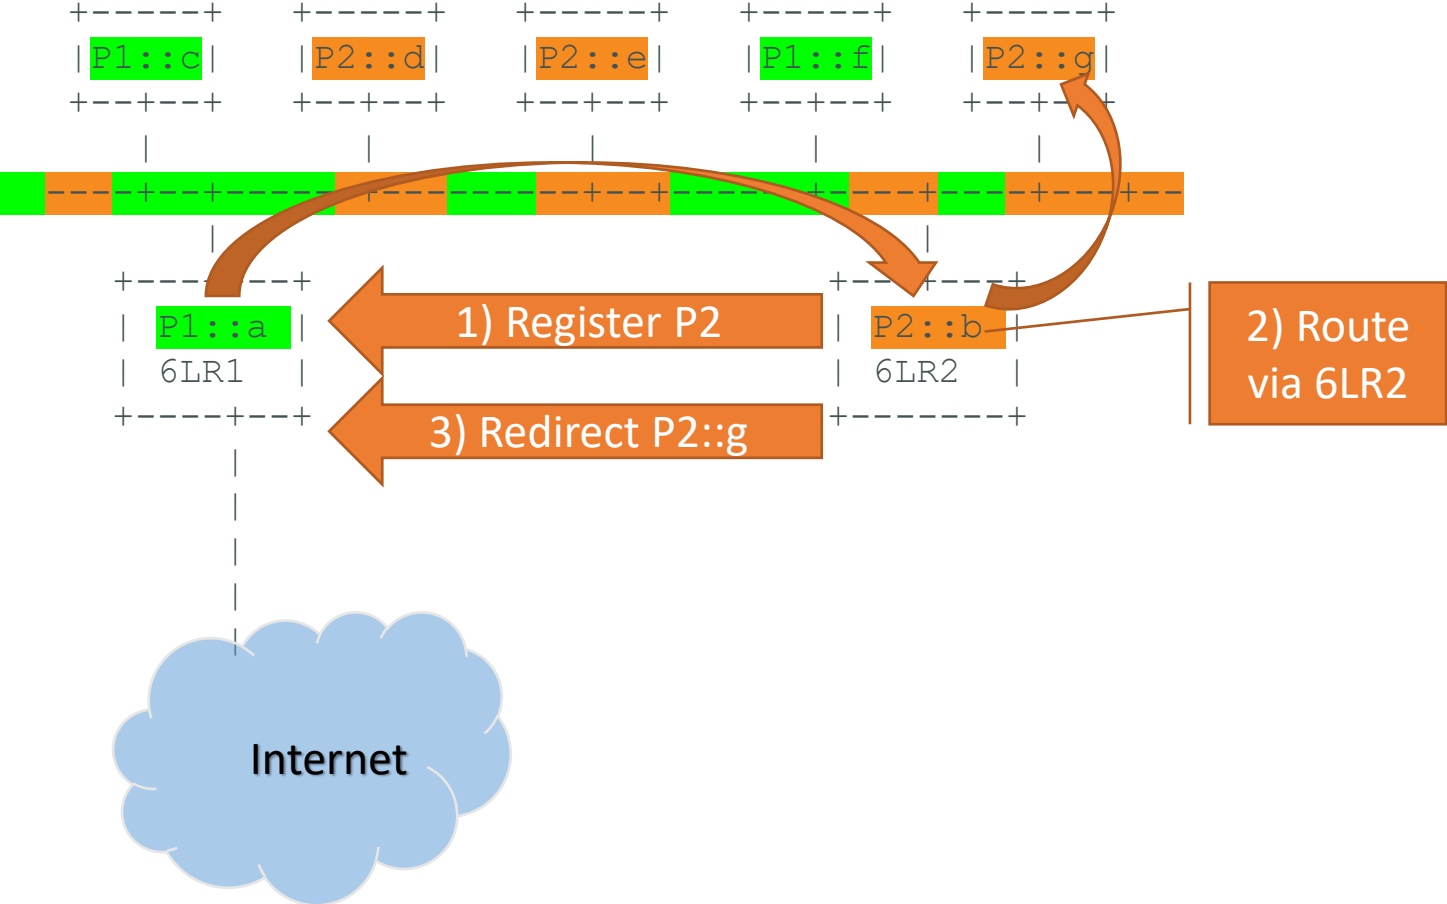 P1::c P2::d P2::e P1::f P2::g
P1::a 1) Register P2 P2::b 2) Route
6LR1 6LR2 via 6LR2
3) Redirect P2::g
Internet